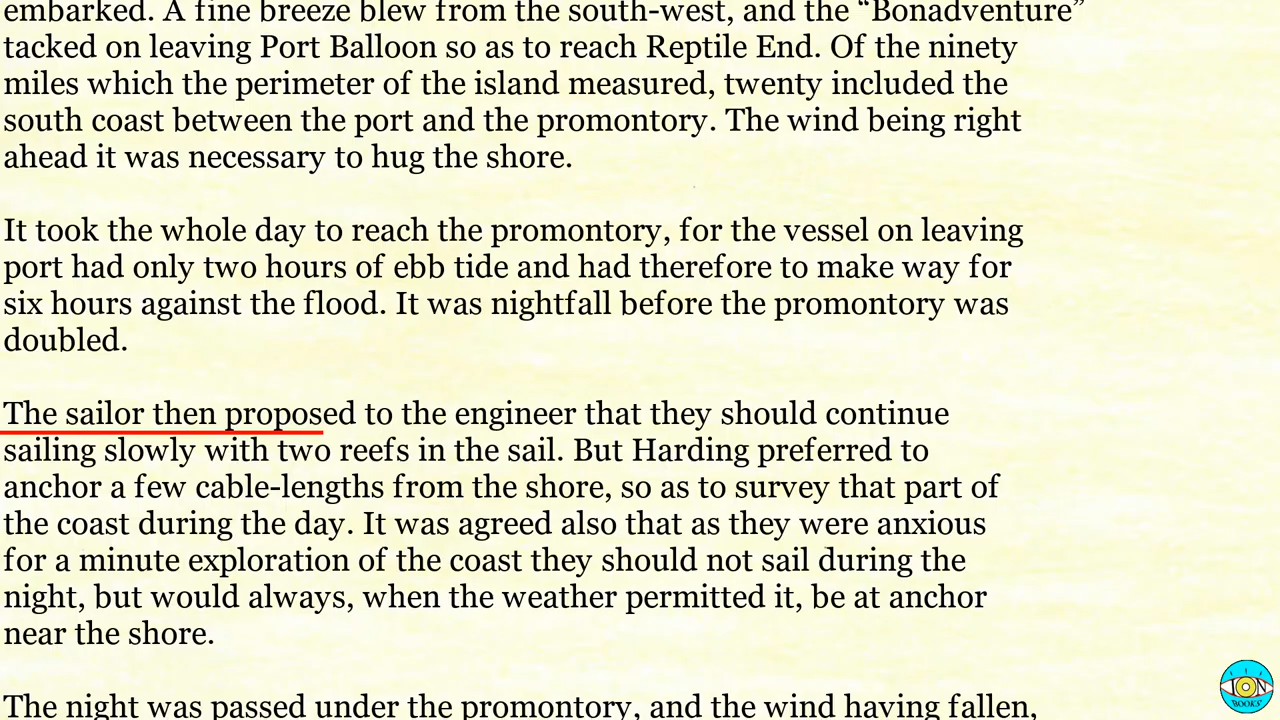 embarked. A fine breeze blew from the south-west, and the “Bonadventure”
tacked on leaving Port Balloon so as to reach Reptile End. Of the ninety
miles which the perimeter of the island measured, twenty included the
south coast between the port and the promontory. The wind being right
ahead it was necessary to hug the shore.
It took the whole day to reach the promontory, for the vessel on leaving
port had only two hours of ebb tide and had therefore to make way for
six hours against the flood. It was nightfall before the promontory was
doubled.
The sailor then proposed to the engineer that they should continue
sailing slowly with two reefs in the sail. But Harding preferred to
anchor a few cable-lengths from the shore, so as to survey that part of
the coast during the day. It was agreed also that as they were anxious
for a minute exploration of the coast they should not sail during the
night, but would always, when the weather permitted it, be at anchor
near the shore.
The night was passed under the promontory, and the wind having fallen,
ION
BOOKS